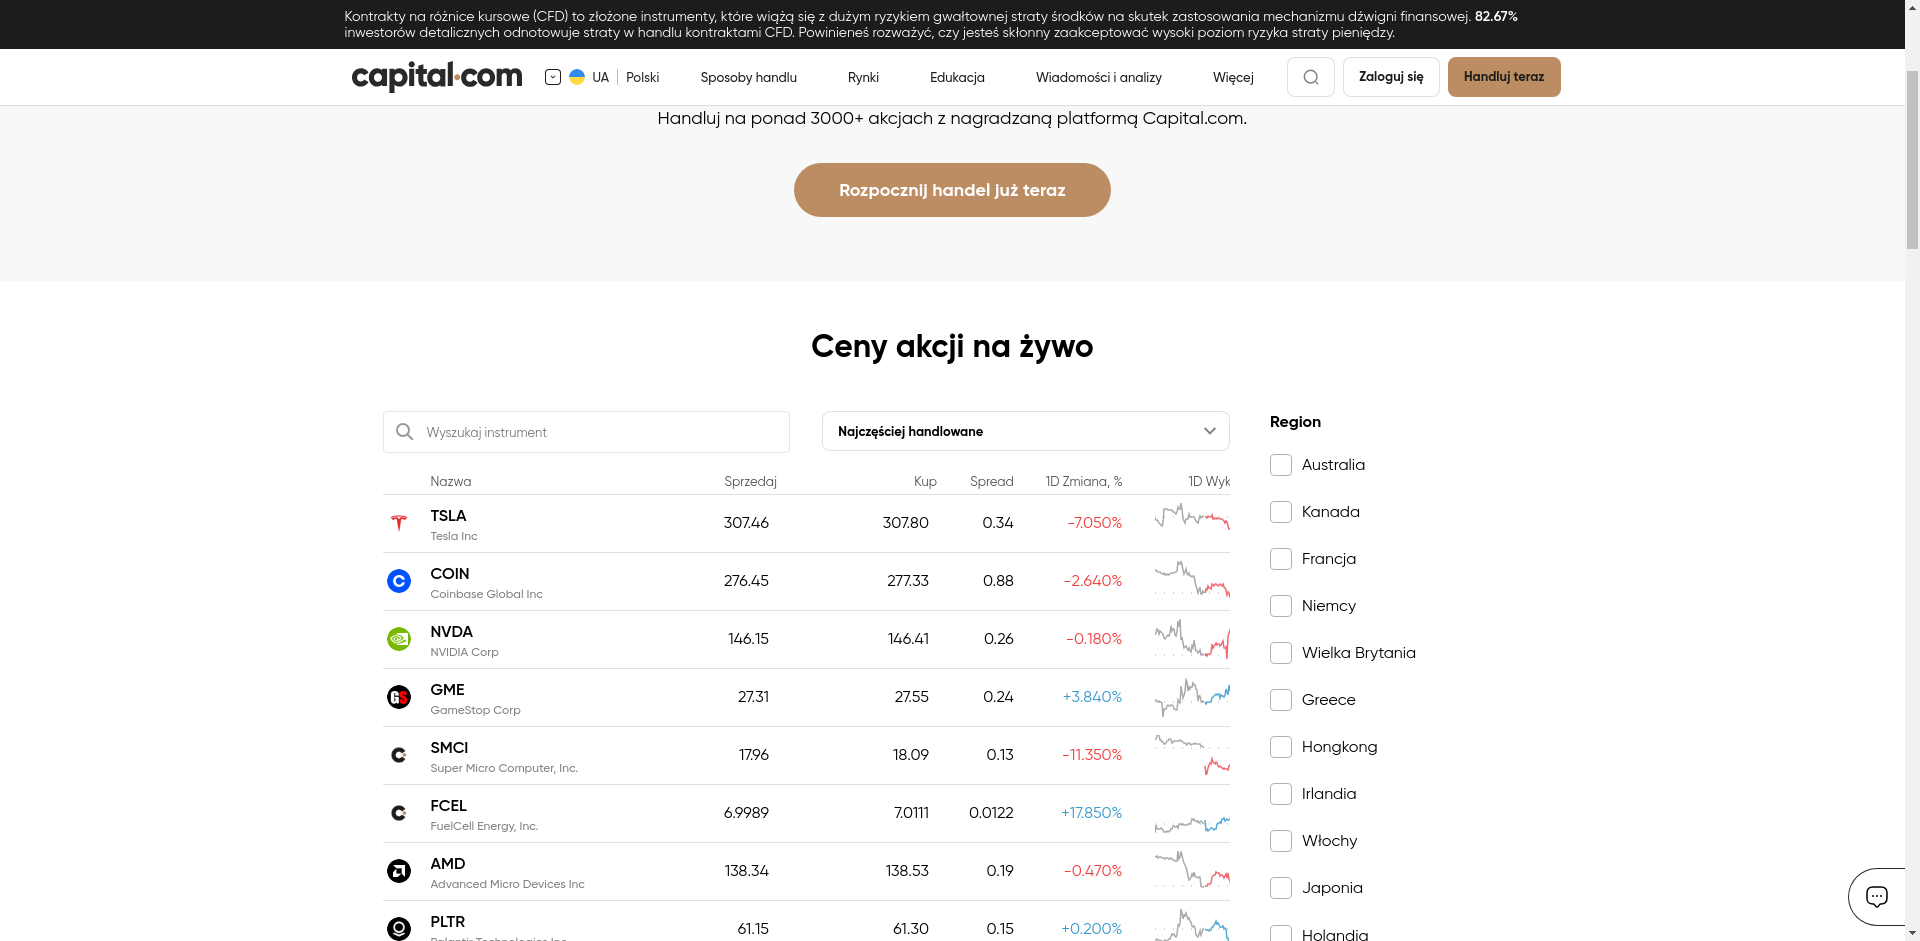 Kontrakty na różnice kursowe (CFD) to złożone instrumenty, które wiążą się z dużym ryzykiem gwałtownej straty środków na skutek zastosowania mechanizmu dźwigni finansowej. 82.67%
inwestorów detalicznych odnotowuje straty w handlu kontraktami CFD. Powinieneś rozważyć, czy jesteś skłonny zaakceptować wysoki poziom ryzyka straty pieniędzy.
capital.com UA Polski Sposoby handlu Rynki Edukacja Wiadomości i analizy Więcej Zaloguj się Handluj teraz
Handluj na ponad 3000+ akcjach z nagradzaną platformą Capital.com.
Rozpocznij handel już teraz
Ceny akcji na żywo
Wyszukaj instrument
Najczęściej handlowane
Nazwa Sprzedaj Kup Spread 1D Zmiana, % 1D Wyk
TSLA 307.46 307.80 0.34 -7.050%
Tesla Inc
COIN 276.45 277.33 0.88 -2.640%
Coinbase Global Inc
NVDA 146.15 146.41 0.26 -0.180%
NVIDIA Corp
GME 27.31 27.55 0.24 +3.840%
GameStop Corp
SMCI 17.96 18.09 0.13 -11.350%
Super Micro Computer, Inc.
FCEL 6.9989 7.0111 0.0122 +17.850%
FuelCell Energy, Inc.
AMD 138.34 138.53 0.19 -0.470%
Advanced Micro Devices Inc
PLTR 61.15 61.30 0.15 +0.200%
Palantir Technologies Inc
Region
Australia
Kanada
Francja
Niemcy
Wielka Brytania
Greece
Hongkong
Irlandia
Włochy
Japonia
Holandia